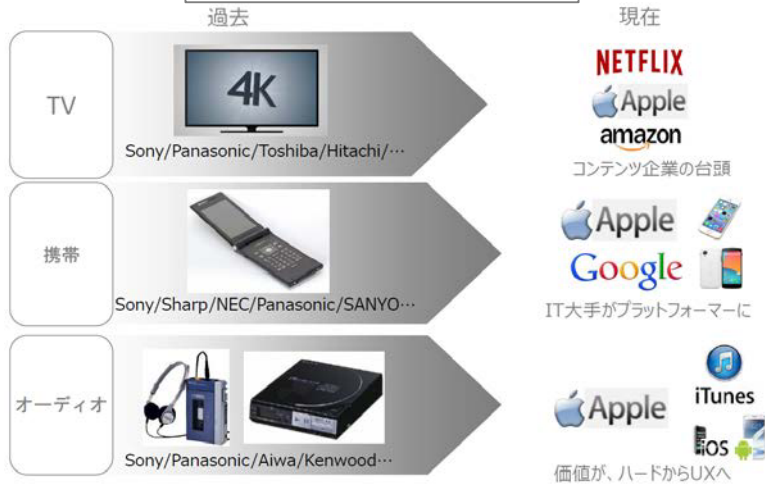 過去
現在
TV
4K
Sony/Panasonic/Toshiba/Hitachi/…
NETFLIX
Apple
amazon
コンテンツ企業の台頭
携帯
Sony/Sharp/NEC/Panasonic/SANYO…
Apple
Google
IT大手がプラットフォーマーに
オーディオ
Sony/Panasonic/Aiwa/Kenwood…
Apple
iTunes
iOS
価値が、ハードからUXへ